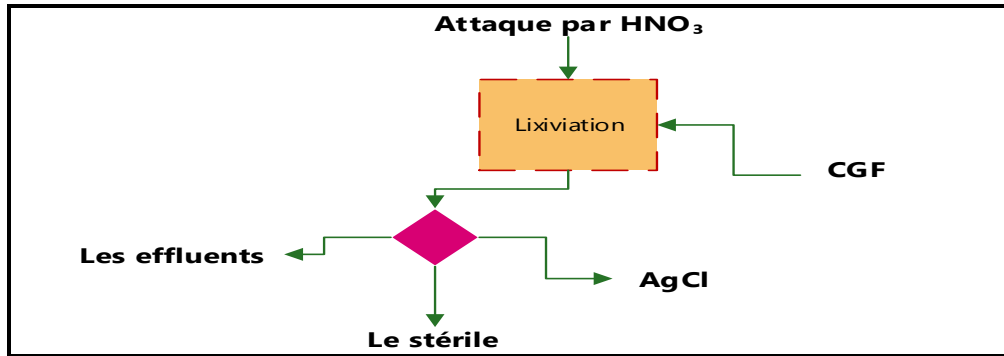 Attaque par HNO₃
Lixiviation
CGF
Les effluents
AgCl
Le stérile